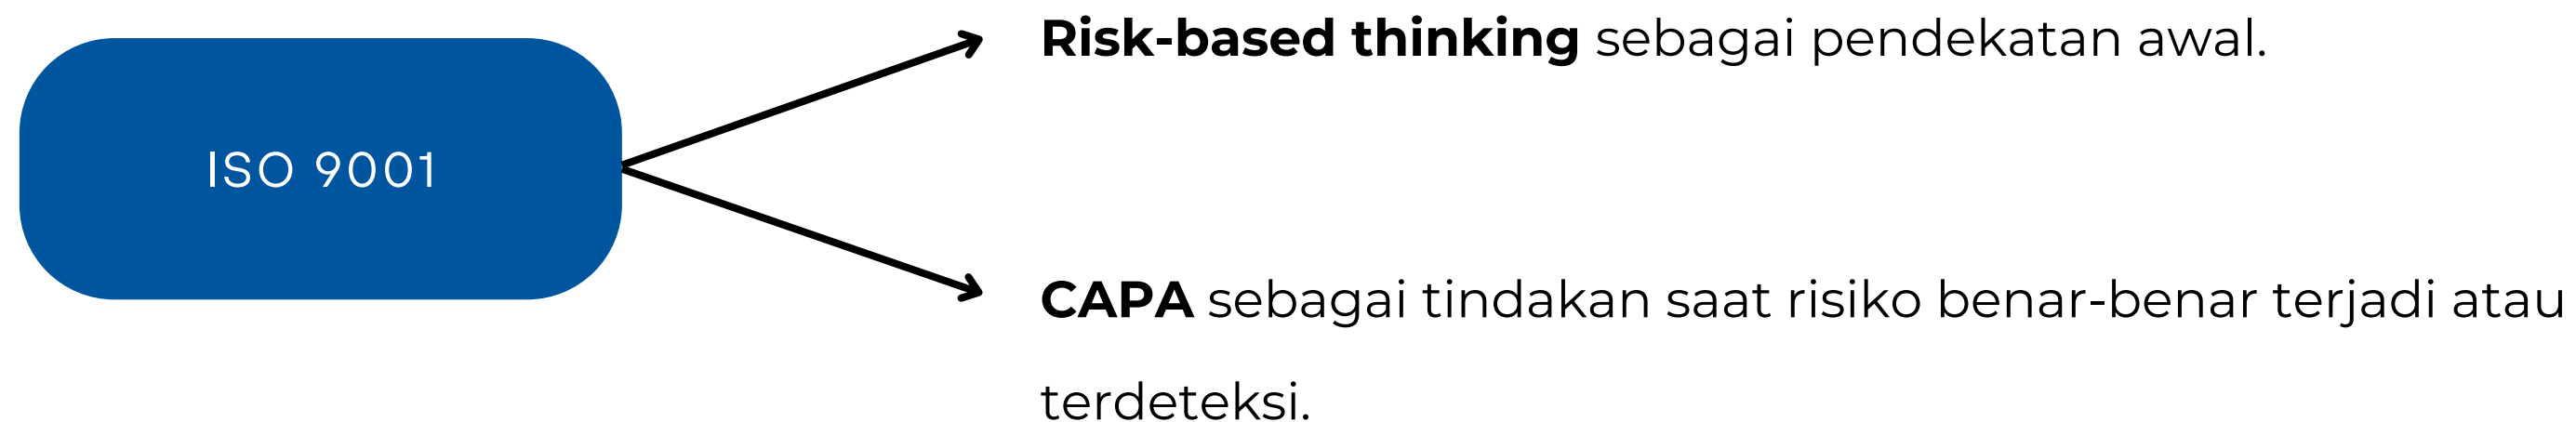 ISO 9001
Risk-based thinking sebagai pendekatan awal.
CAPA sebagai tindakan saat risiko benar-benar terjadi atau
terdeteksi.